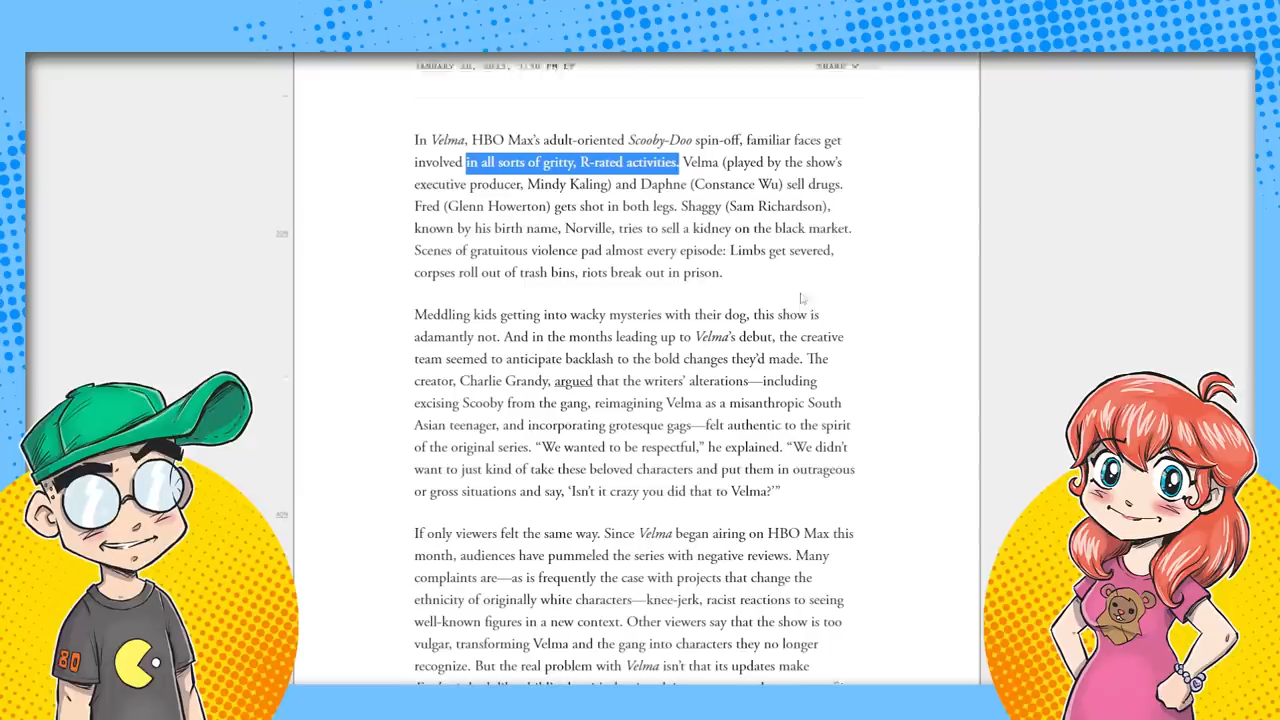 In Velma, HBO Max's adult-oriented Scooby-Doo spin-off, familiar faces get
involved in all sorts of gritty, R-rated activities. Velma (played by the show's
executive producer, Mindy Kaling) and Daphne (Constance Wu) sell drugs.
Fred (Glenn Howerton) gets shot in both legs. Shaggy (Sam Richardson),
known by his birth name, Norville, tries to sell a kidney on the black market.
Scenes of gratuitous violence pad almost every episode: Limbs get severed,
corpses roll out of trash bins, riots break out in prison.
Meddling kids getting into wacky mysteries with their dog, this show is
adamantly not. And in the months leading up to Velma's debut, the creative
team seemed to anticipate backlash to the bold changes they'd made. The
creator, Charlie Grandy, argued that the writers' alterations—including
excising Scooby from the gang, reimagining Velma as a misanthropic South
Asian teenager, and incorporating grotesque gags—felt authentic to the spirit
of the original series. “We wanted to be respectful,” he explained. “We didn't
want to just kind of take these beloved characters and put them in outrageous
or gross situations and say, ‘Isn't it crazy you did that to Velma?’”
If only viewers felt the same way. Since Velma began airing on HBO Max this
month, audiences have pummeled the series with negative reviews. Many
complaints are—as is frequently the case with projects that change the
ethnicity of originally white characters—knee-jerk, racist reactions to seeing
well-known figures in a new context. Other viewers say that the show is too
vulgar, transforming Velma and the gang into characters they no longer
recognize. But the real problem with Velma isn't that its updates make
80